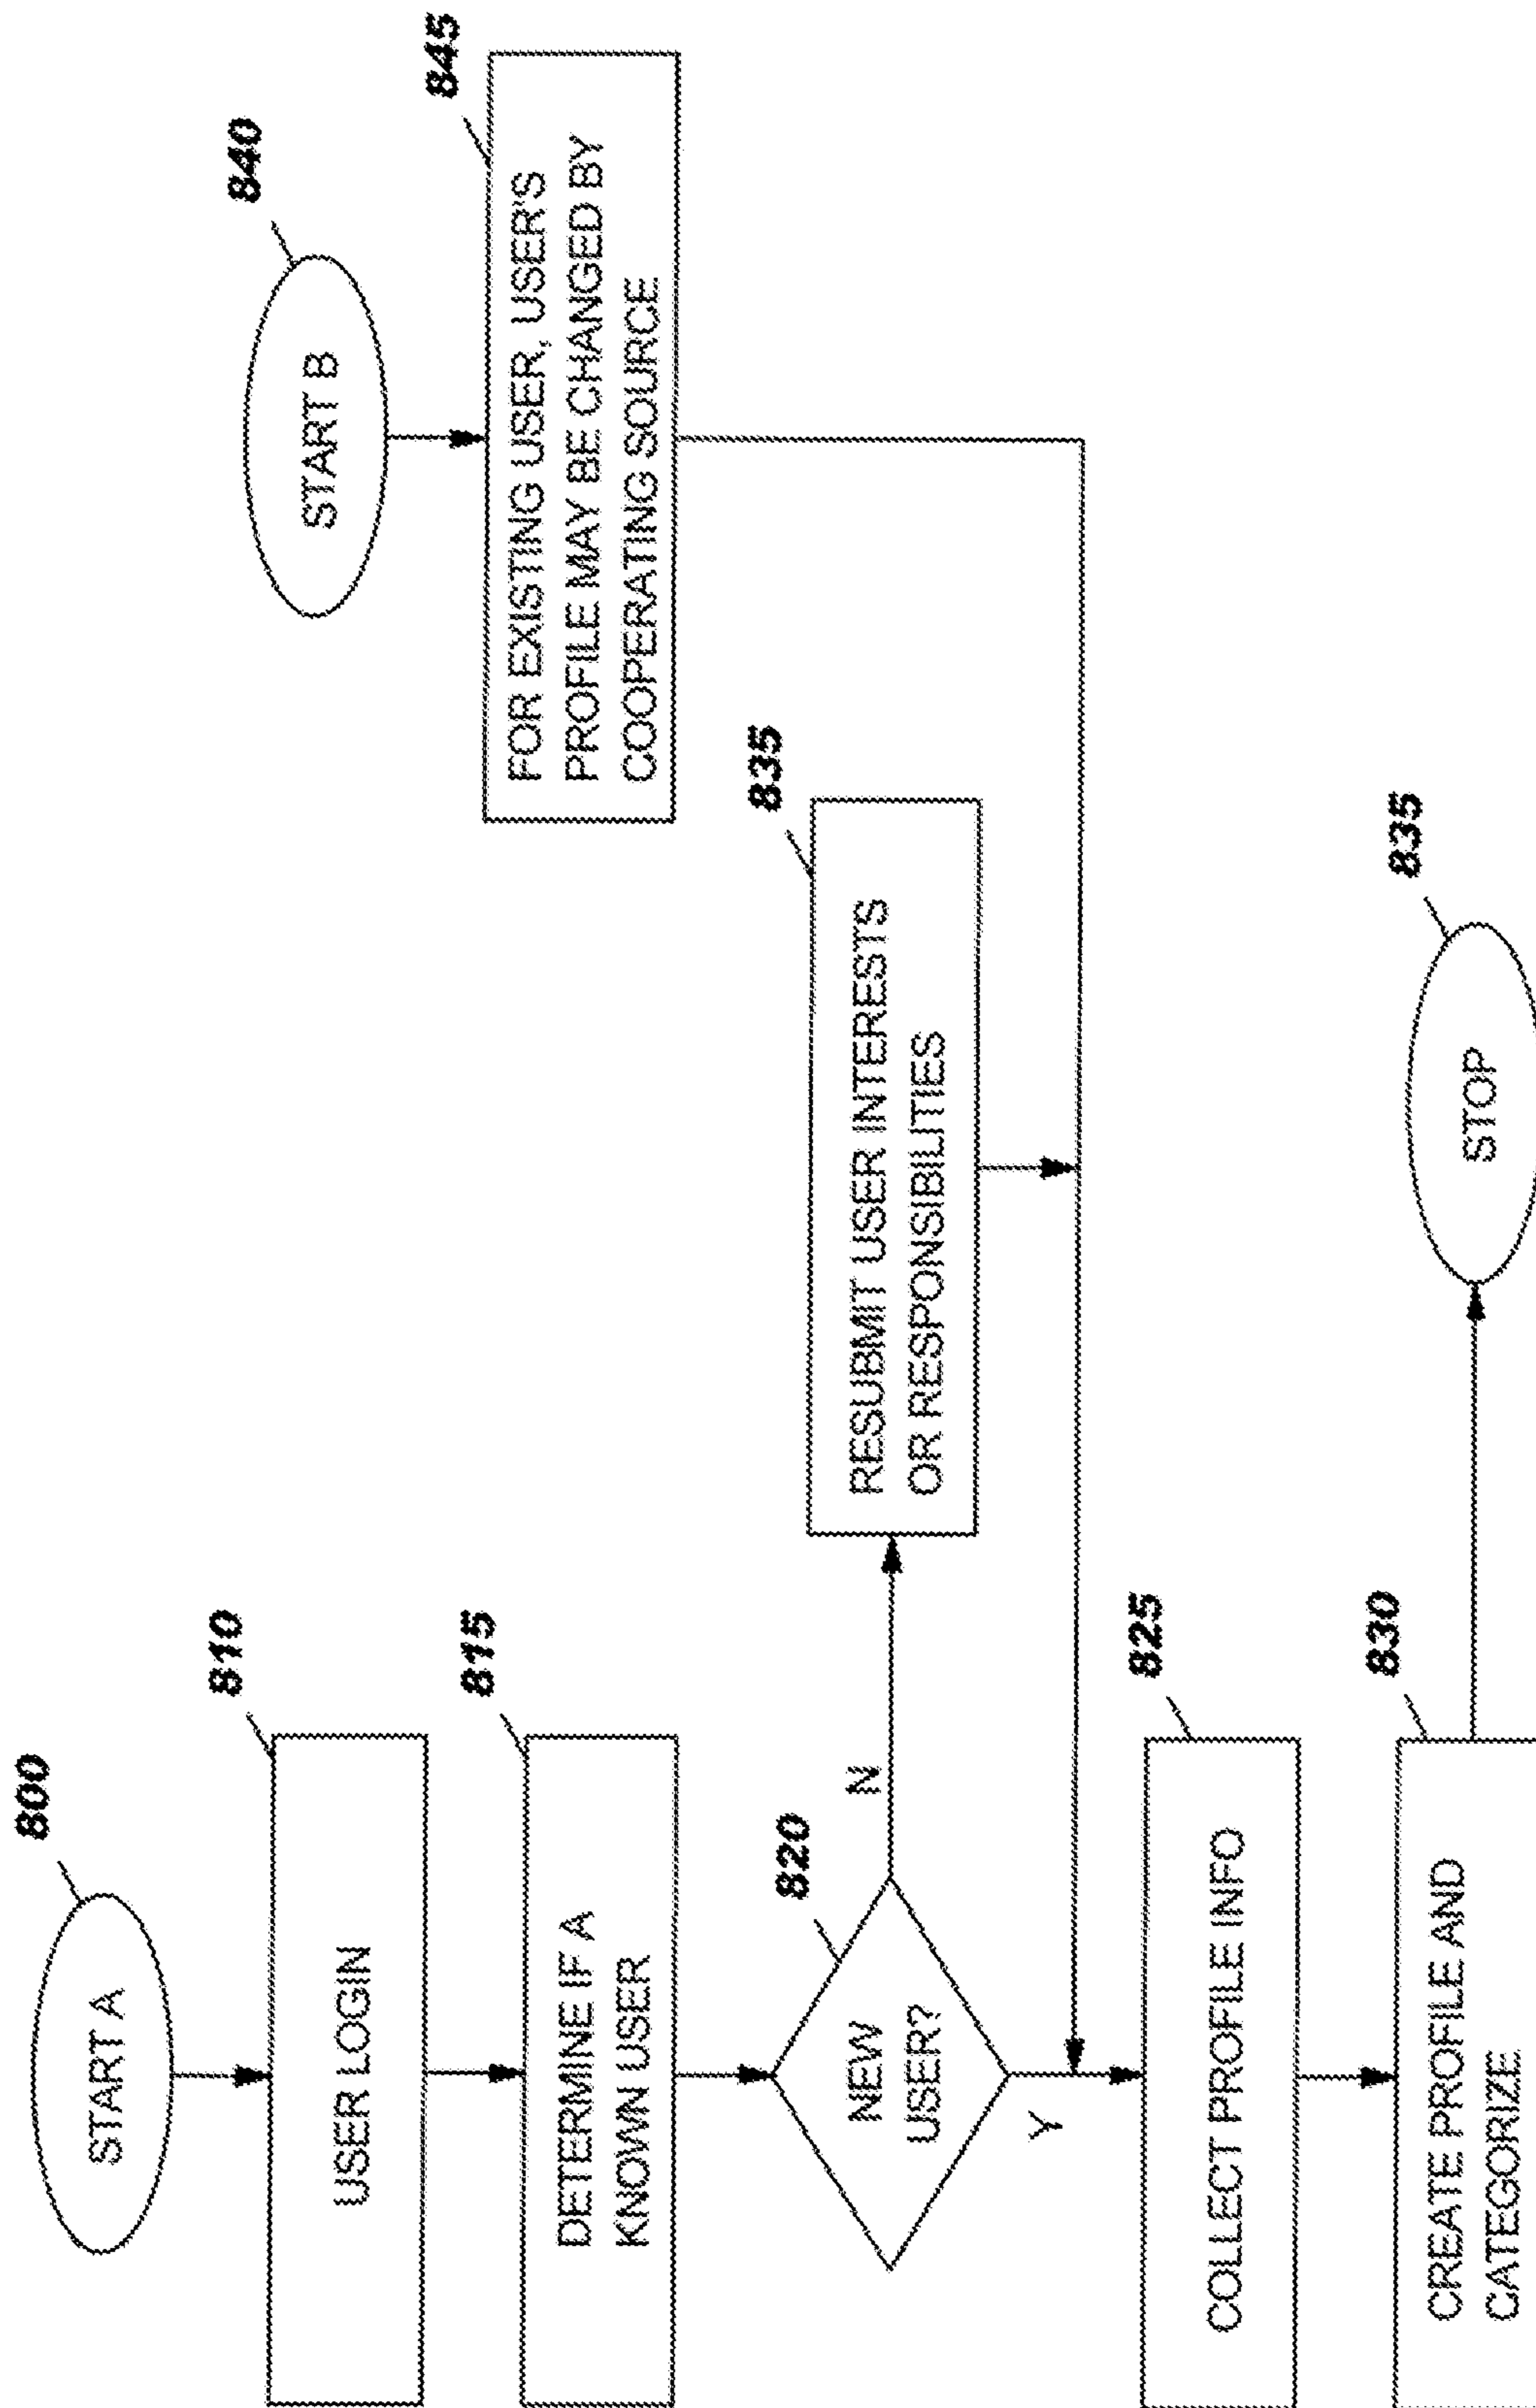 800
START A
810
USER LOGIN
815
DETERMINE IF A
KNOWN USER
820
NEW
USER?
N
Y
835
RESUBMIT USER INTERESTS
OR RESPONSIBILITIES
840
START B
845
FOR EXISTING USER, USER'S
PROFILE MAY BE CHANGED BY
COOPERATING SOURCE
825
COLLECT PROFILE INFO
830
CREATE PROFILE AND
CATEGORIZE
835
STOP